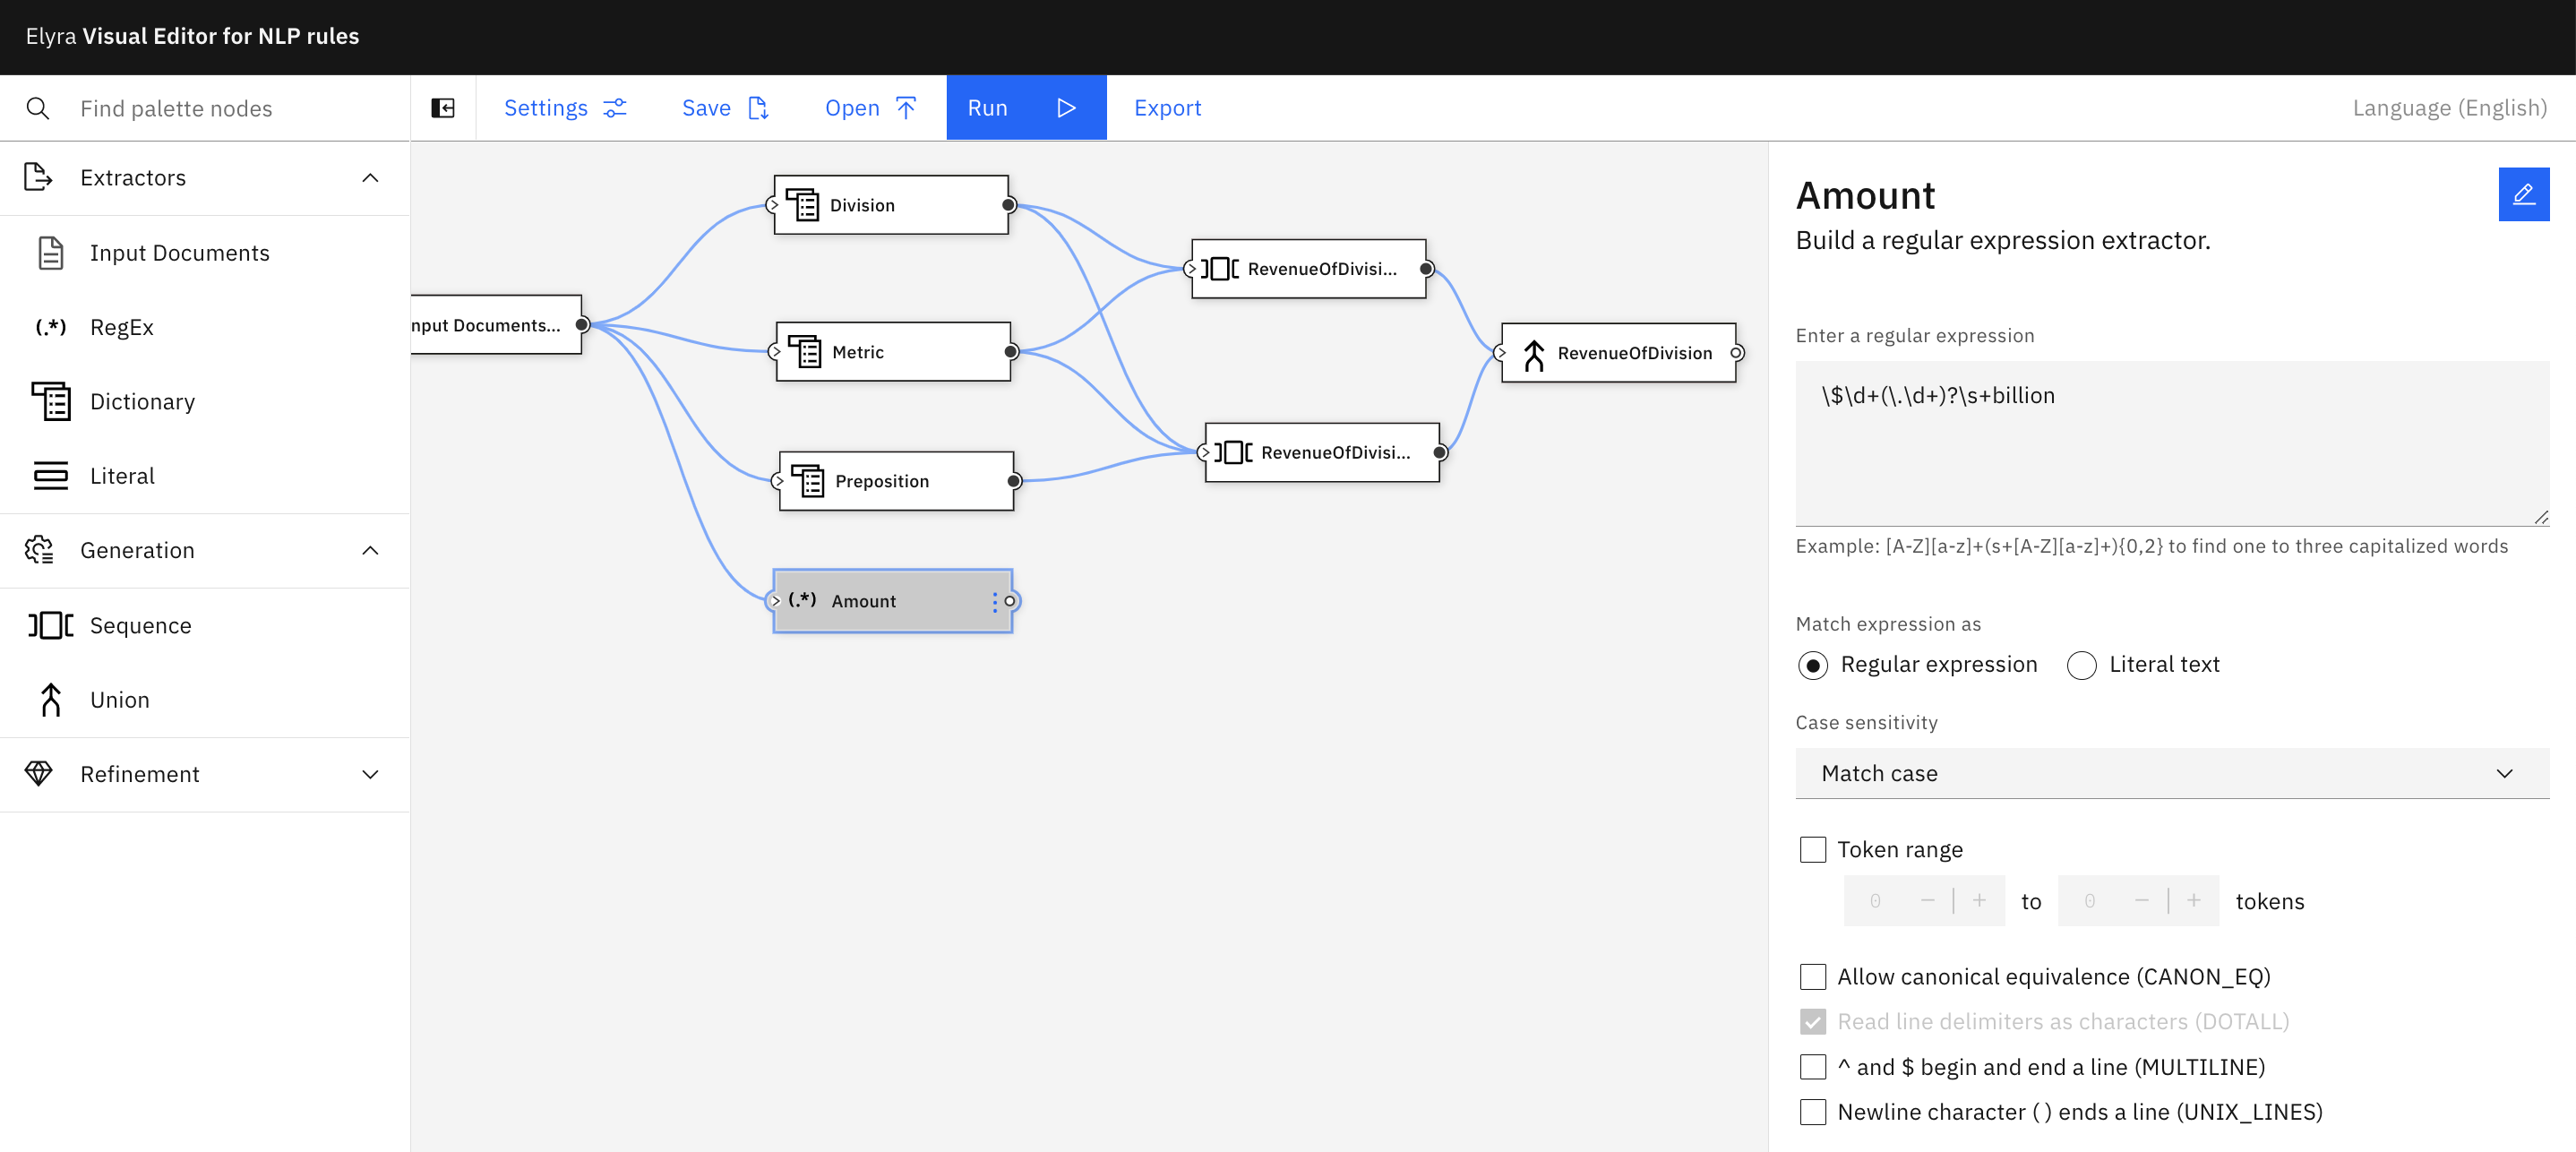 Elyra Visual Editor for NLP rules
Find palette nodes
Settings
Save
Open
Run
Export
Language (English)
Extractors
Input Documents
(.*) RegEx
Dictionary
Literal
Generation
Sequence
Union
Refinement
nput Documents...
Division
Metric
Preposition
(.*) Amount
RevenueOfDivisi...
RevenueOfDivisi...
RevenueOfDivision
Amount
Build a regular expression extractor.
Enter a regular expression
\$\d+(\.\d+)?\s+billion
Example: [A-Z][a-z]+(s+[A-Z][a-z]+){0,2} to find one to three capitalized words
Match expression as
Regular expression
Literal text
Case sensitivity
Match case
Token range
0 − + to 0 − + tokens
Allow canonical equivalence (CANON_EQ)
Read line delimiters as characters (DOTALL)
^ and $ begin and end a line (MULTILINE)
Newline character ( ) ends a line (UNIX_LINES)